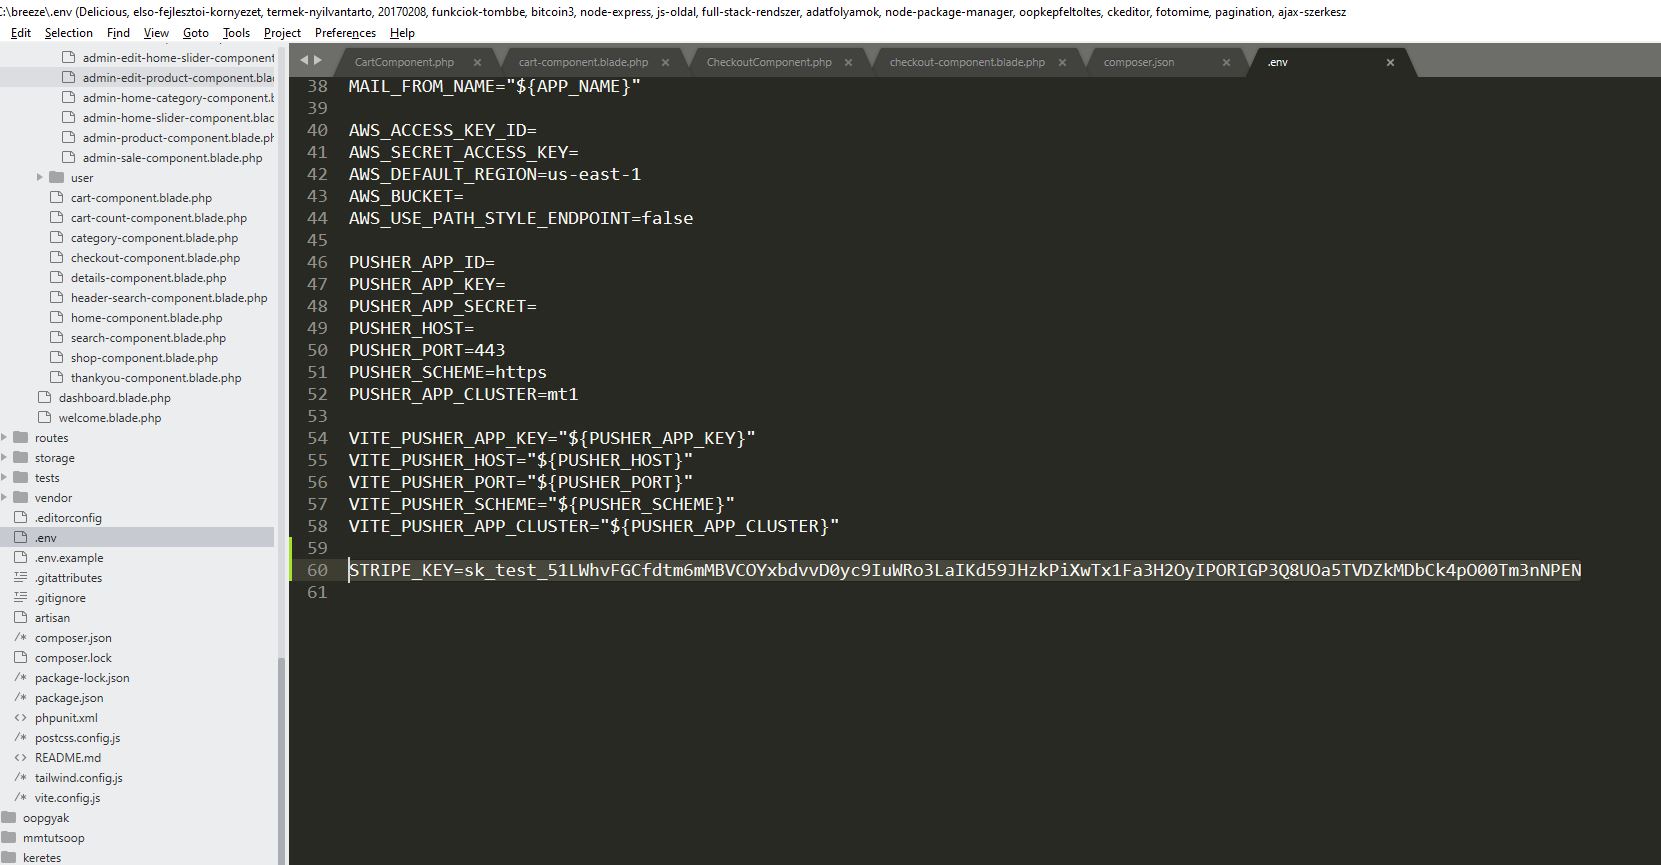 C:\breeze\.env (Delicious, elso-fejlesztoi-kornyezet, termek-nyilvantarto, 20170208, funkciok-tombbe, bitcoin3, node-express, js-oldal, full-stack-rendszer, adatfolyamok, node-package-manager, oopkepfeltoltes, ckeditor, fotomime, pagination, ajax-szerkesz
Edit Selection Find View Goto Tools Project Preferences Help
admin-edit-home-slider-component
admin-edit-product-component.bla
admin-home-category-component.b
admin-home-slider-component.blad
admin-product-component.blade.ph
admin-sale-component.blade.php
user
cart-component.blade.php
cart-count-component.blade.php
category-component.blade.php
checkout-component.blade.php
details-component.blade.php
header-search-component.blade.php
home-component.blade.php
search-component.blade.php
shop-component.blade.php
thankyou-component.blade.php
dashboard.blade.php
welcome.blade.php
routes
storage
tests
vendor
.editorconfig
.env
.env.example
.gitattributes
.gitignore
artisan
/* composer.json
composer.lock
/* package-lock.json
/* package.json
<> phpunit.xml
/* postcss.config.js
<> README.md
/* tailwind.config.js
/* vite.config.js
oopgyak
mmtutsoop
keretes
CartComponent.php × cart-component.blade.php × CheckoutComponent.php × checkout-component.blade.php × composer.json × .env ×
38 MAIL_FROM_NAME="${APP_NAME}"
39
40 AWS_ACCESS_KEY_ID=
41 AWS_SECRET_ACCESS_KEY=
42 AWS_DEFAULT_REGION=us-east-1
43 AWS_BUCKET=
44 AWS_USE_PATH_STYLE_ENDPOINT=false
45
46 PUSHER_APP_ID=
47 PUSHER_APP_KEY=
48 PUSHER_APP_SECRET=
49 PUSHER_HOST=
50 PUSHER_PORT=443
51 PUSHER_SCHEME=https
52 PUSHER_APP_CLUSTER=mt1
53
54 VITE_PUSHER_APP_KEY="${PUSHER_APP_KEY}"
55 VITE_PUSHER_HOST="${PUSHER_HOST}"
56 VITE_PUSHER_PORT="${PUSHER_PORT}"
57 VITE_PUSHER_SCHEME="${PUSHER_SCHEME}"
58 VITE_PUSHER_APP_CLUSTER="${PUSHER_APP_CLUSTER}"
59
60 STRIPE_KEY=sk_test_51LWhvFGCfdtm6mMBVCOYxbdvvD0yc9IuWRo3LaIKd59JHzkPiXwTx1Fa3H2OyIPORIGP3Q8UOa5TVDZkMDbCk4pO00Tm3nNPEN
61